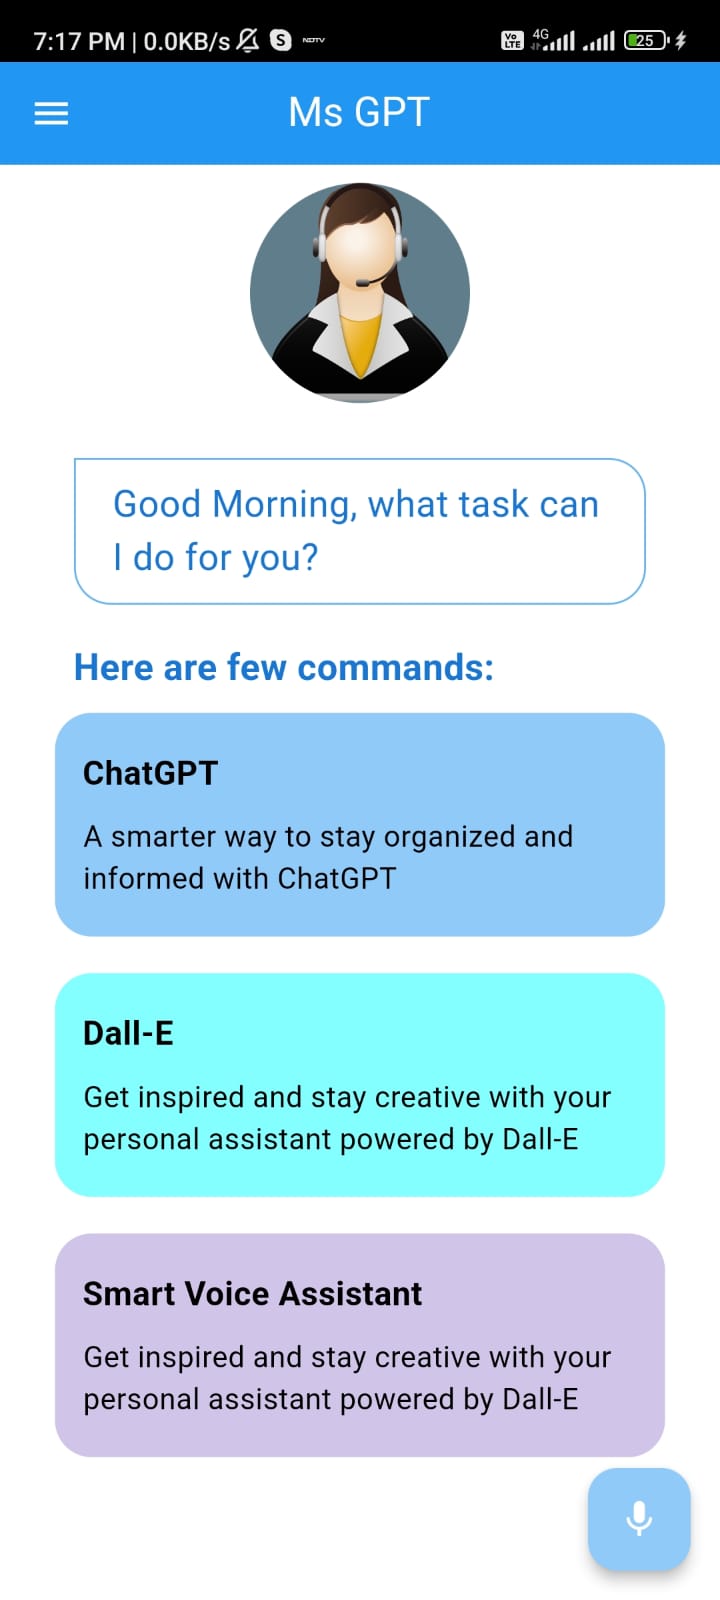 7:17 PM | 0.0KB/s S NDTV Vo LTE 4G 25
Ms GPT
Good Morning, what task can
I do for you?
Here are few commands:
ChatGPT
A smarter way to stay organized and
informed with ChatGPT
Dall-E
Get inspired and stay creative with your
personal assistant powered by Dall-E
Smart Voice Assistant
Get inspired and stay creative with your
personal assistant powered by Dall-E